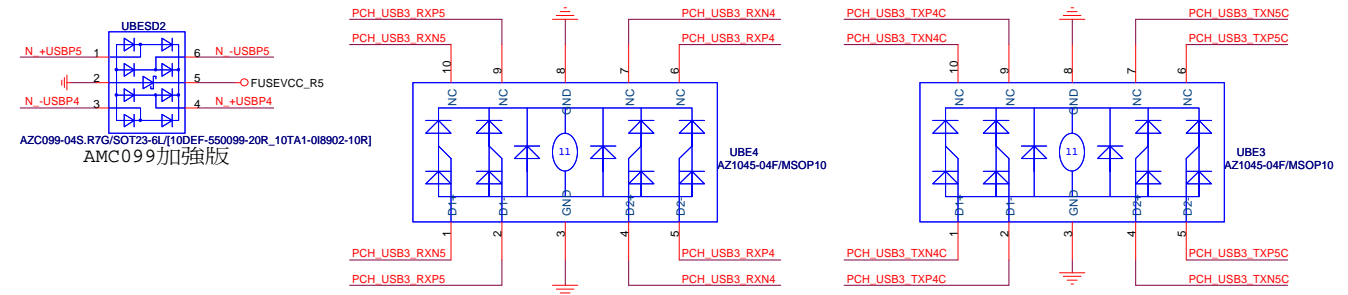 UBESD2
N_+USBP5 1 6 N_-USBP5
2 5 FUSEVCC_R5
N_-USBP4 3 4 N_+USBP4
AZC099-04S.R7G/SOT23-6L/[10DEF-550099-20R_10TA1-0I8902-10R]
AMC099加強版
PCH_USB3_RXP5 PCH_USB3_RXN4
PCH_USB3_RXN5 PCH_USB3_RXP4
10 9 8 7 6
NC NC GND NC NC
11
UBE4
AZ1045-04F/MSOP10
D1+ D1- GND D2+ D2-
1 2 3 4 5
PCH_USB3_RXN5 PCH_USB3_RXP4
PCH_USB3_RXP5 PCH_USB3_RXN4
PCH_USB3_TXP4C PCH_USB3_TXN5C
PCH_USB3_TXN4C PCH_USB3_TXP5C
10 9 8 7 6
NC NC GND NC NC
11
UBE3
AZ1045-04F/MSOP10
D1+ D1- GND D2+ D2-
1 2 3 4 5
PCH_USB3_TXN4C PCH_USB3_TXP5C
PCH_USB3_TXP4C PCH_USB3_TXN5C